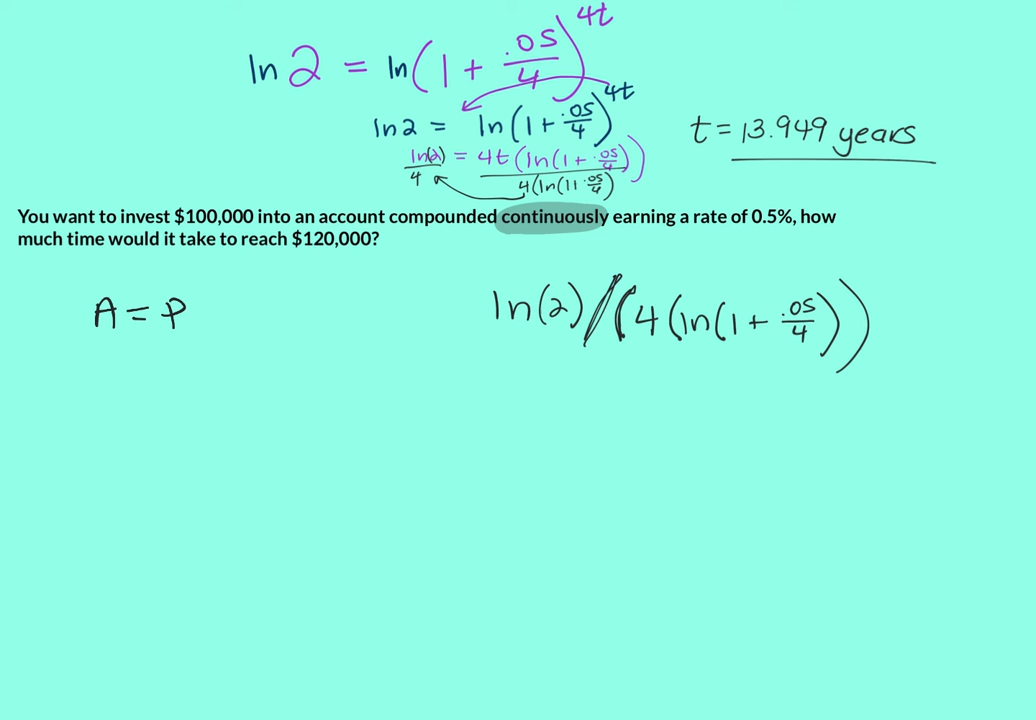 ln 2 = ln(1 + .05/4)^4t
ln 2 = ln(1 + .05/4)^4t
t = 13.949 years
ln(2)/4 = 4t(ln(1 + .05/4))/4(ln(11 .05/4)
You want to invest $100,000 into an account compounded continuously earning a rate of 0.5%, how
much time would it take to reach $120,000?
A = P
ln(2)/(4(ln(1 + .05/4))